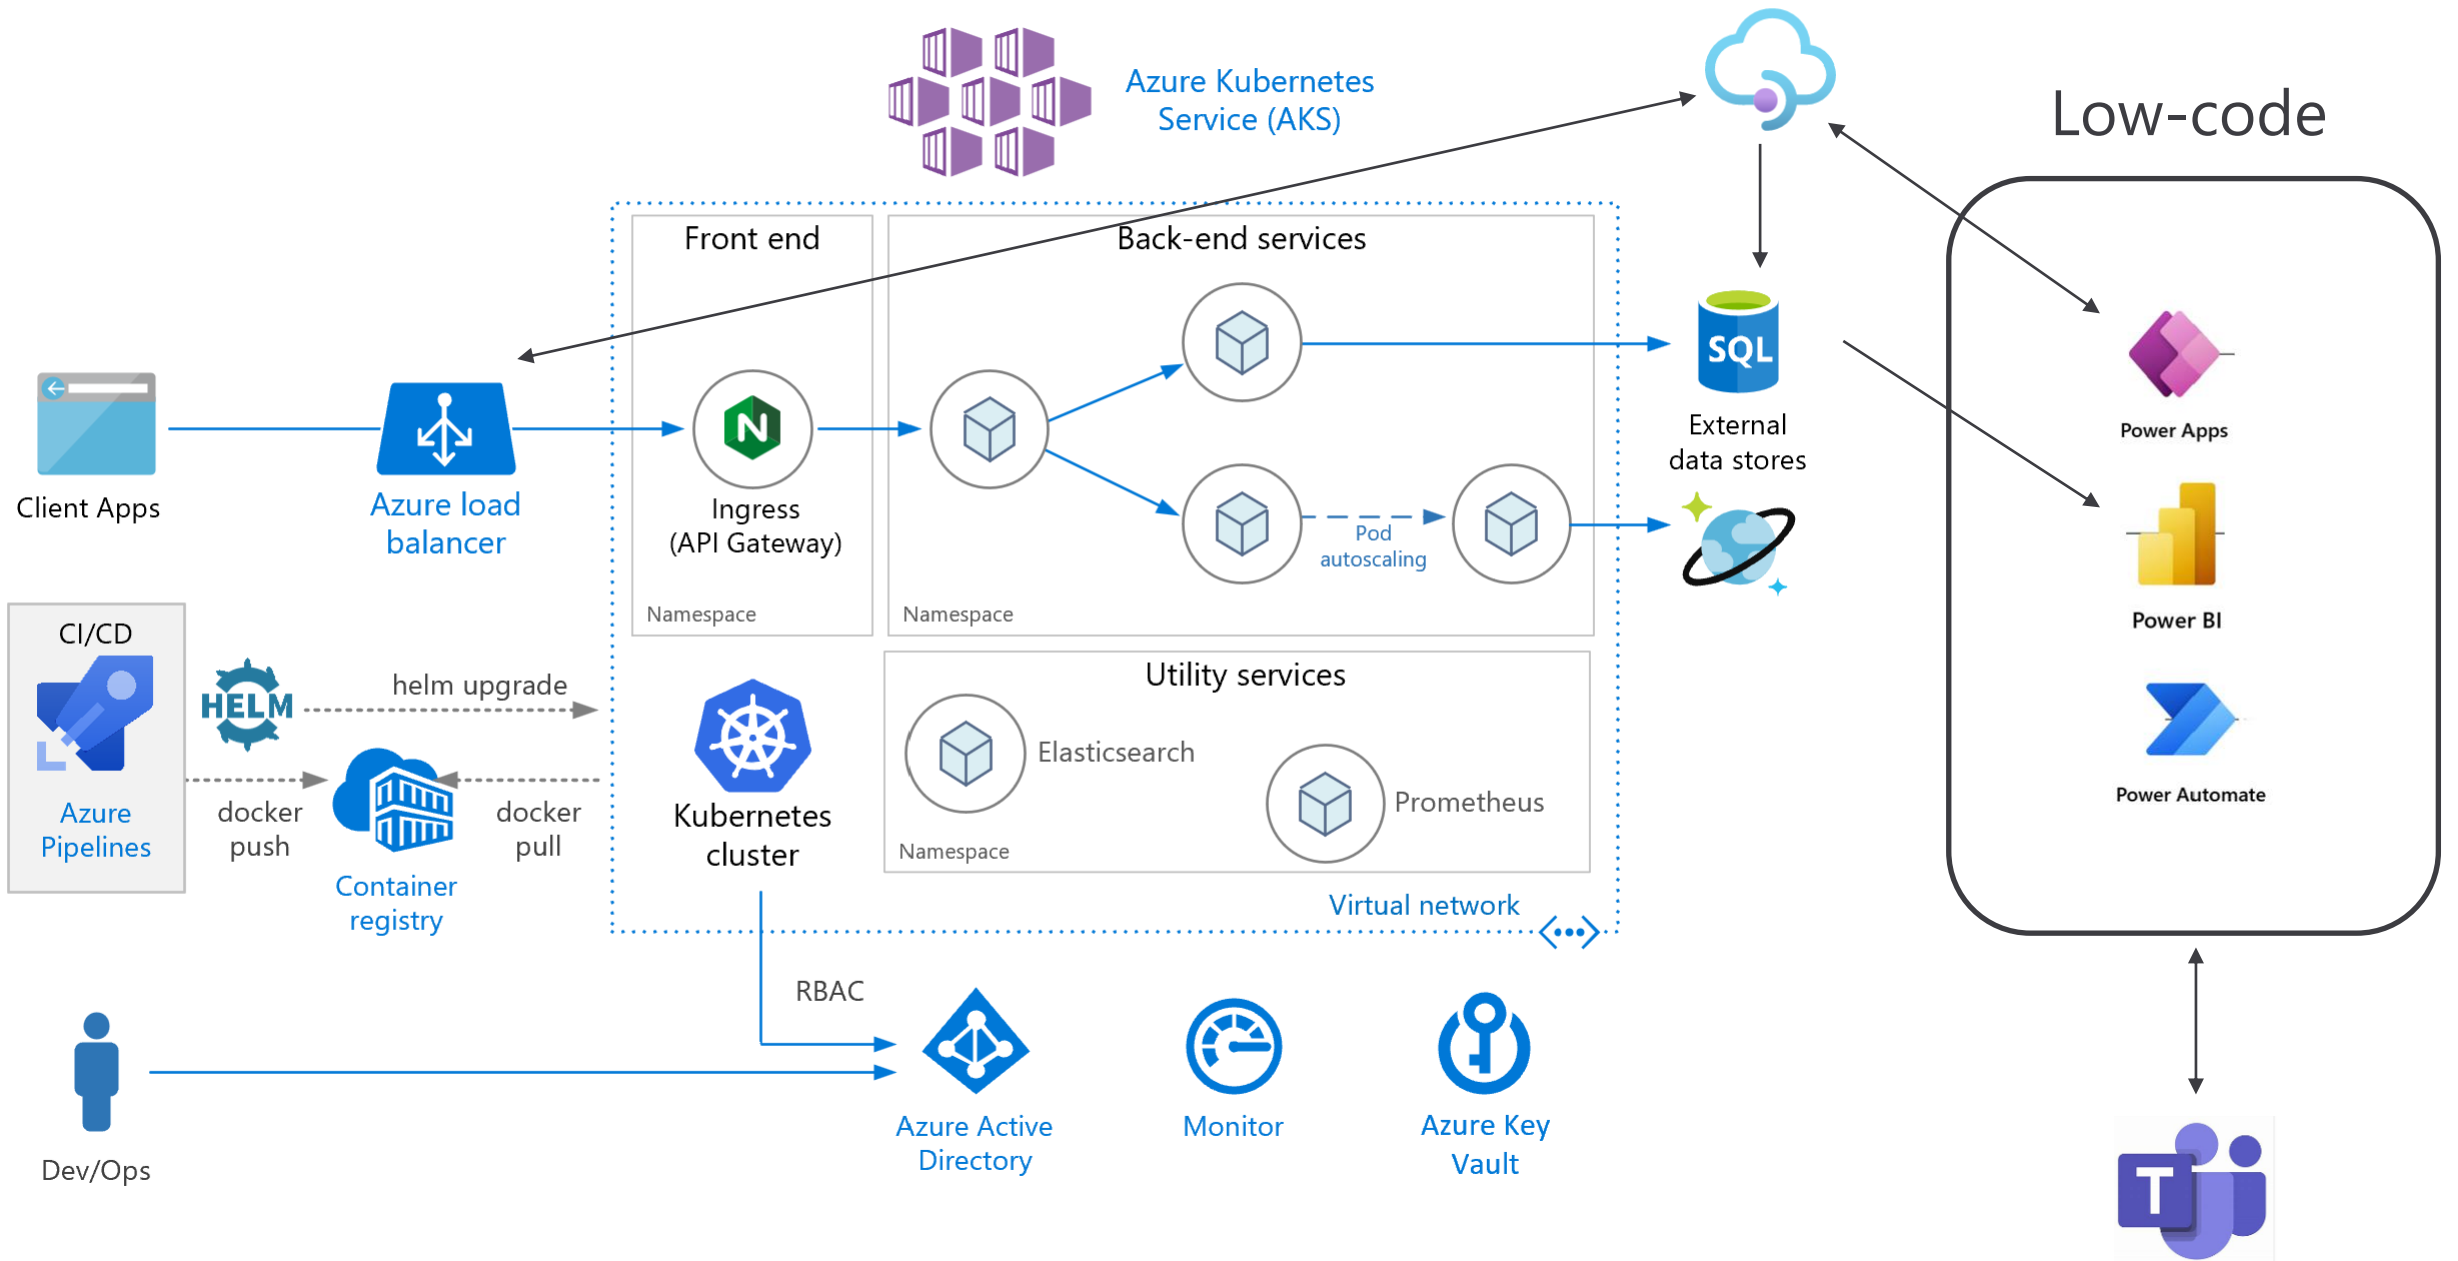 Azure Kubernetes
Service (AKS)
Low-code
Front end
Back-end services
SQL
External
data stores
Client Apps
Azure load
balancer
N
Ingress
(API Gateway)
Pod
autoscaling
Namespace
Namespace
Power Apps
Power BI
Power Automate
CI/CD
HELM
helm upgrade
Azure
Pipelines
docker
push
docker
pull
Container
registry
Kubernetes
cluster
Utility services
Elasticsearch
Prometheus
Namespace
Virtual network
RBAC
Dev/Ops
Azure Active
Directory
Monitor
Azure Key
Vault
T